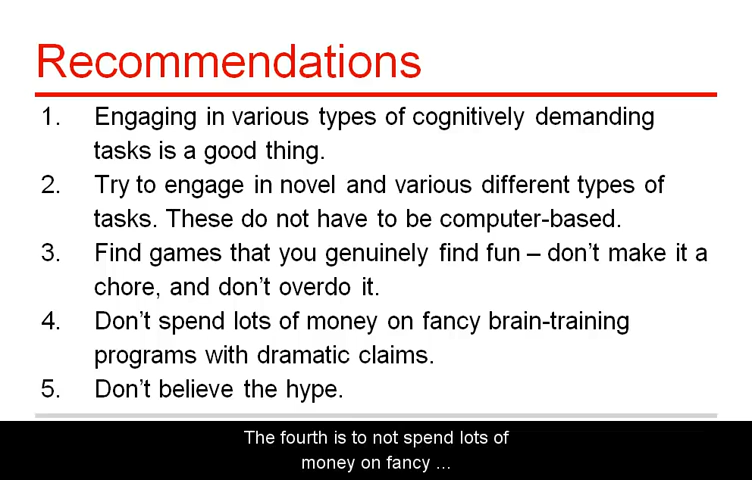 Recommendations
1. Engaging in various types of cognitively demanding
tasks is a good thing.
2. Try to engage in novel and various different types of
tasks. These do not have to be computer-based.
3. Find games that you genuinely find fun – don't make it a
chore, and don't overdo it.
4. Don't spend lots of money on fancy brain-training
programs with dramatic claims.
5. Don't believe the hype.
The fourth is to not spend lots of
money on fancy ...